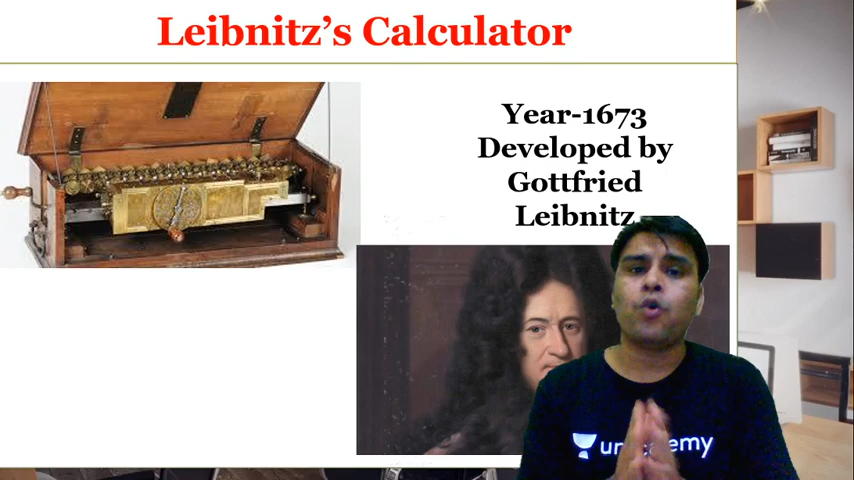 Leibnitz's Calculator
Year-1673
Developed by
Gottfried
Leibnitz